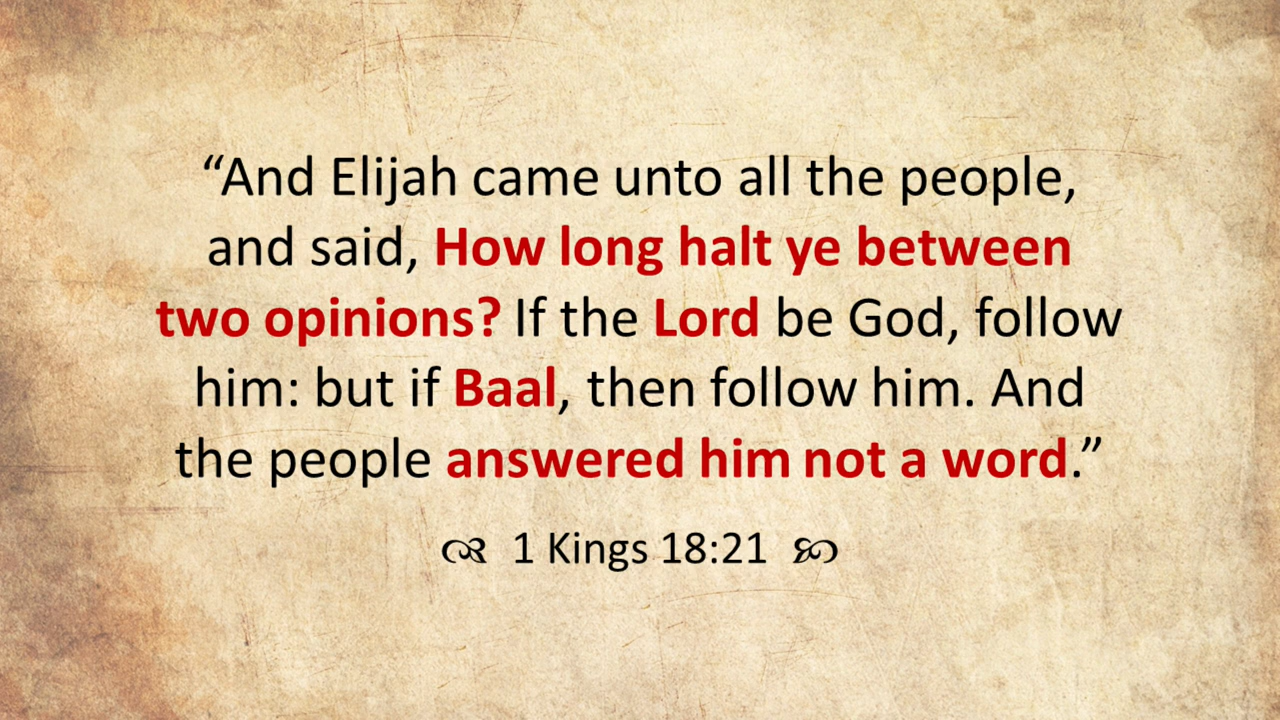 “And Elijah came unto all the people,
and said, How long halt ye between
two opinions? If the Lord be God, follow
him: but if Baal, then follow him. And
the people answered him not a word.”
1 Kings 18:21